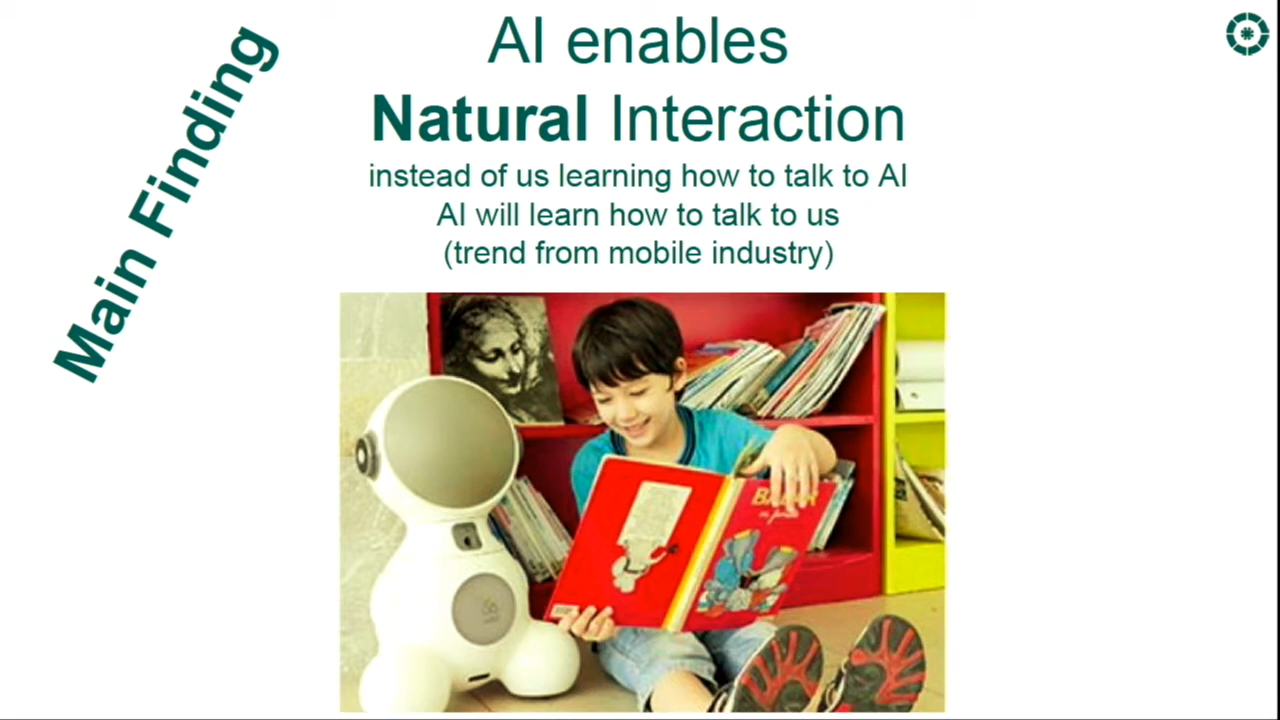 Main Finding
AI enables
Natural Interaction
instead of us learning how to talk to AI
AI will learn how to talk to us
(trend from mobile industry)